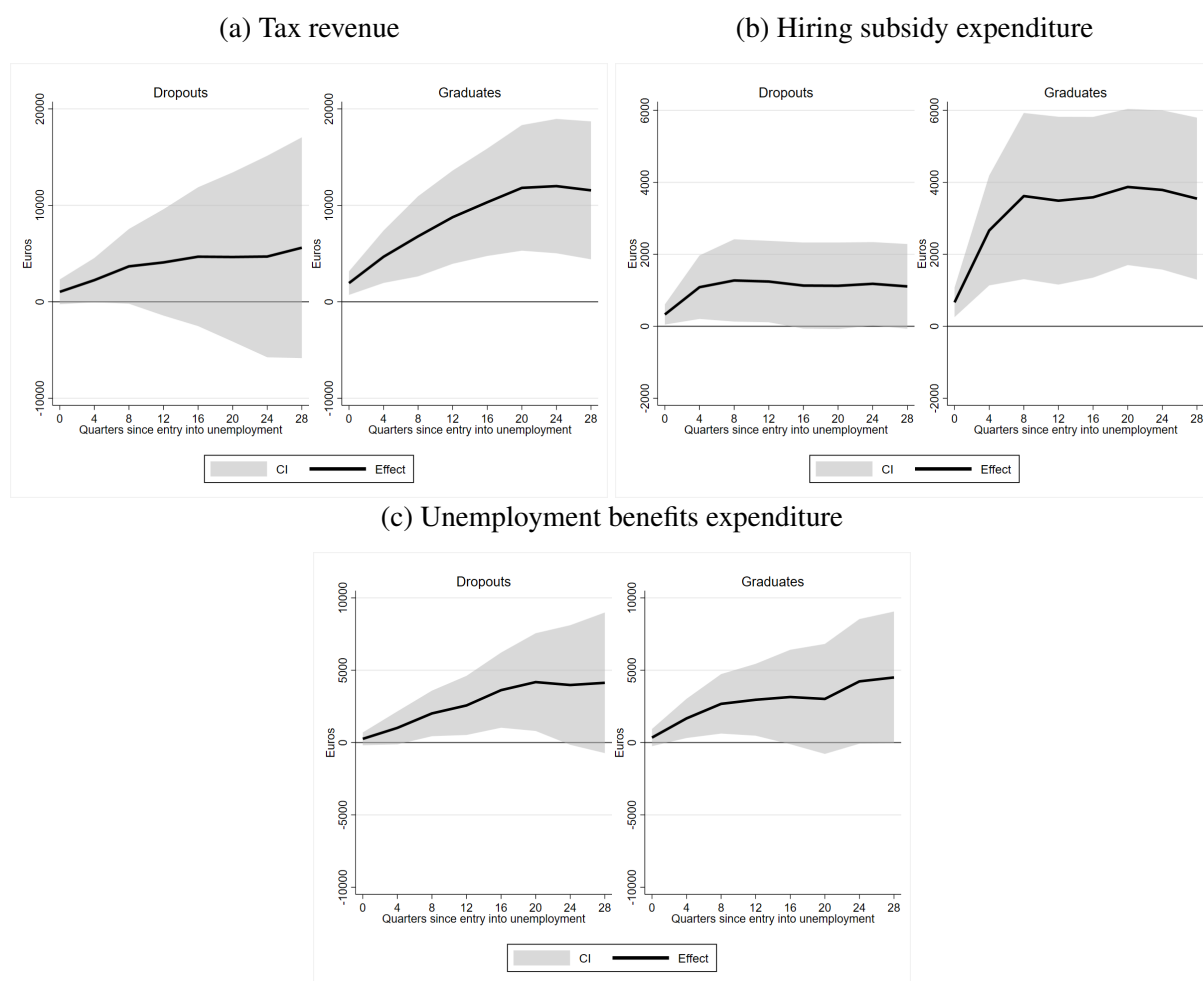 (a) Tax revenue
Dropouts
Graduates
Euros
20000
10000
0
-10000
0 4 8 12 16 20 24 28
Quarters since entry into unemployment
Euros
20000
10000
0
-10000
0 4 8 12 16 20 24 28
Quarters since entry into unemployment
CI Effect
(b) Hiring subsidy expenditure
Dropouts
Graduates
Euros
6000
4000
2000
0
-2000
0 4 8 12 16 20 24 28
Quarters since entry into unemployment
Euros
6000
4000
2000
0
-2000
0 4 8 12 16 20 24 28
Quarters since entry into unemployment
CI Effect
(c) Unemployment benefits expenditure
Dropouts
Graduates
Euros
10000
5000
0
-5000
-10000
0 4 8 12 16 20 24 28
Quarters since entry into unemployment
Euros
10000
5000
0
-5000
-10000
0 4 8 12 16 20 24 28
Quarters since entry into unemployment
CI Effect